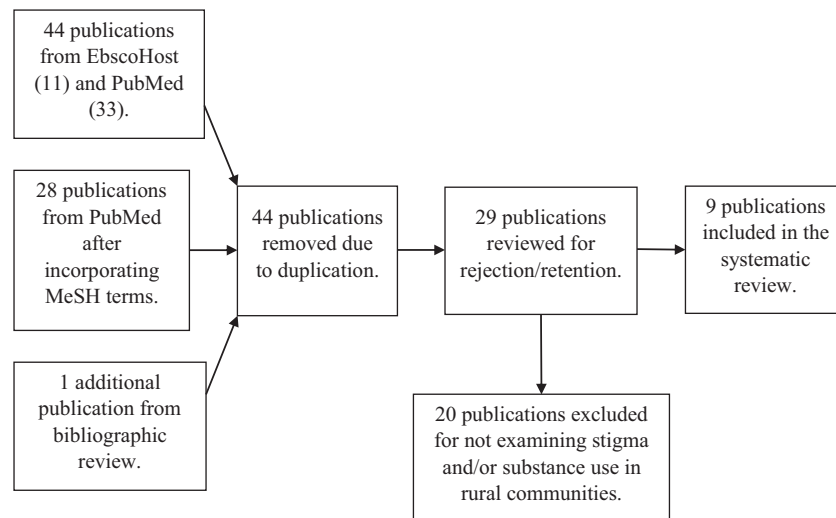 44 publications
from EbscoHost
(11) and PubMed
(33).
28 publications
from PubMed
after
incorporating
MeSH terms.
1 additional
publication from
bibliographic
review.
44 publications
removed due
to duplication.
29 publications
reviewed for
rejection/retention.
9 publications
included in the
systematic
review.
20 publications excluded
for not examining stigma
and/or substance use in
rural communities.